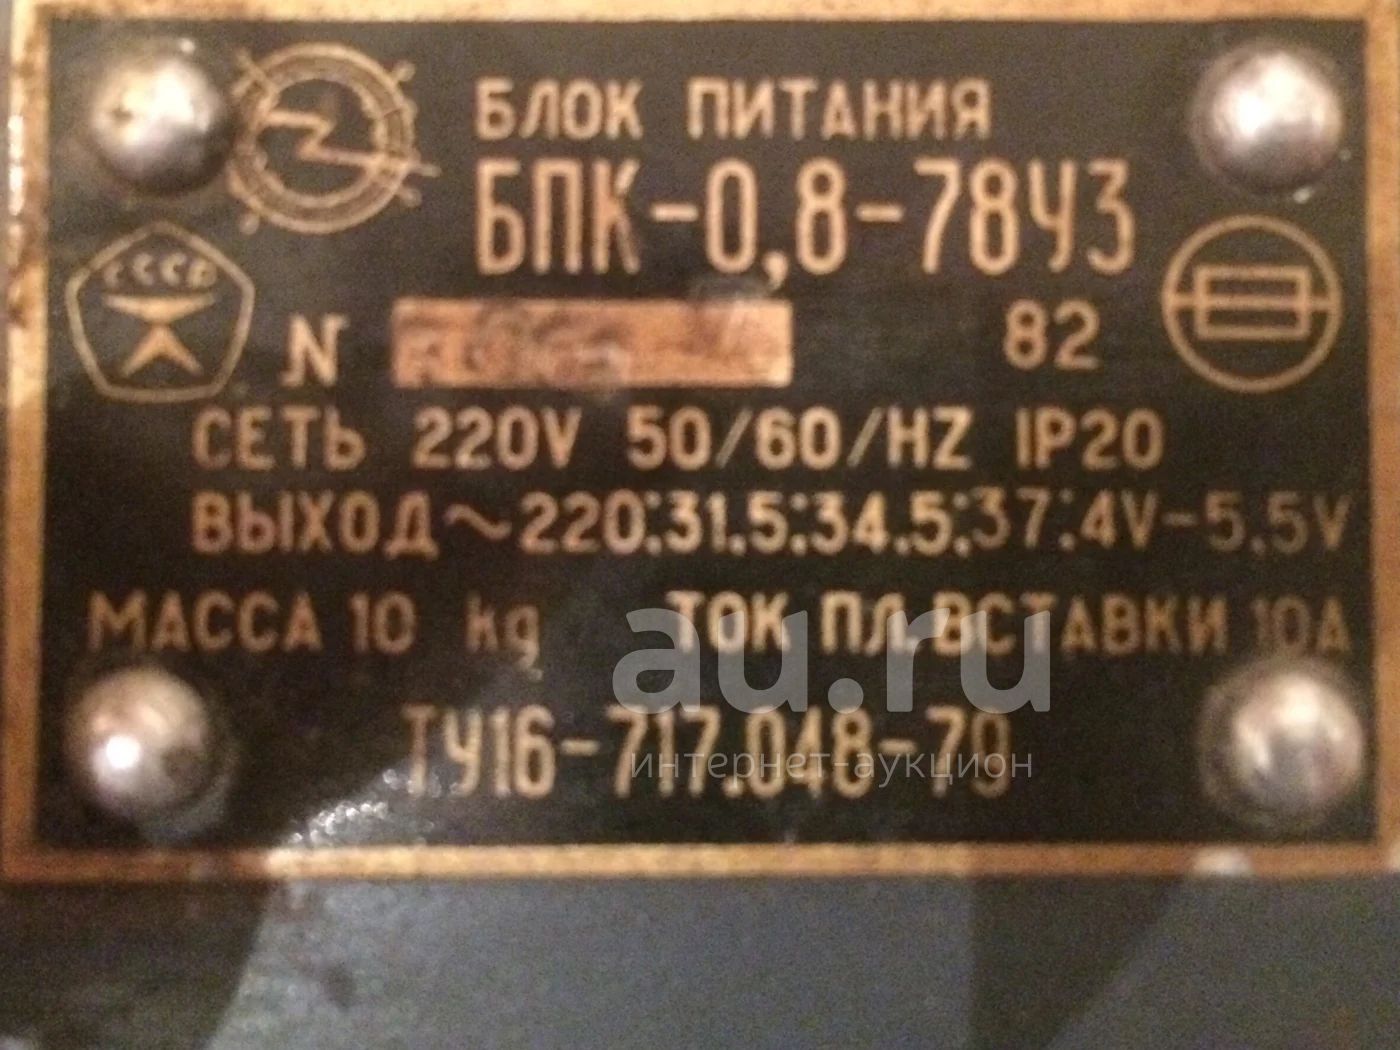 БЛОК ПИТАНИЯ
БПК-0,8-78У3
СССР
N
82
СЕТЬ 220V 50/60/HZ IP20
ВЫХОД~220;31,5;34,5;37;4V-5,5V
МАССА 10 kg ТОК ПЛ.ВСТАВКИ 10А
ТУ16-717.048-79
au.ru
интернет-аукцион